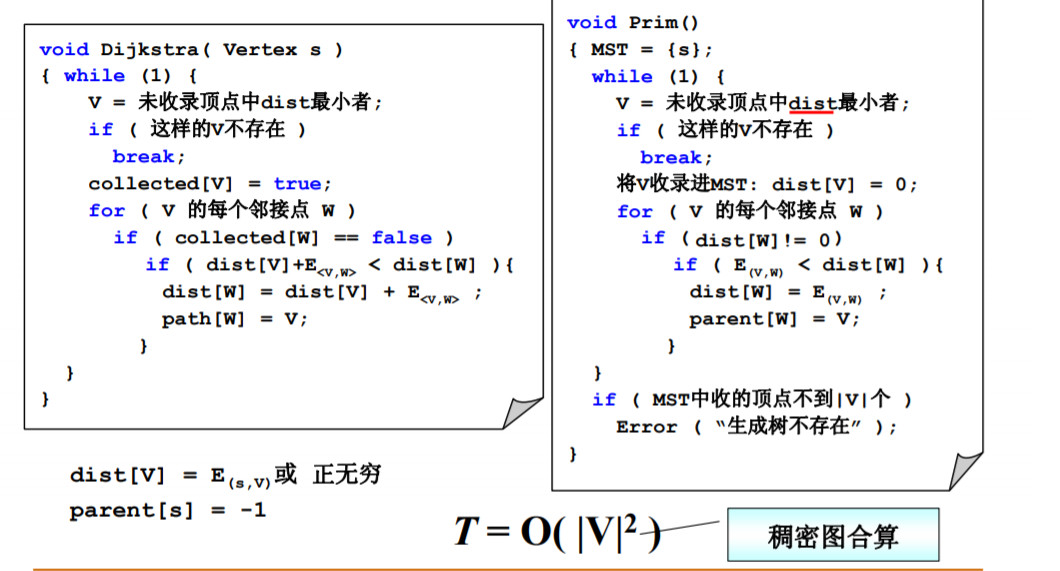 void Dijkstra( Vertex s )
{ while (1) {
V = 未收录顶点中dist最小者;
if ( 这样的V不存在 )
break;
collected[V] = true;
for ( V 的每个邻接点 W )
if ( collected[W] == false )
if ( dist[V]+E<V,W> < dist[W] ){
dist[W] = dist[V] + E<V,W> ;
path[W] = V;
}
}
}
dist[V] = E(s,V)或 正无穷
parent[s] = -1
void Prim()
{ MST = {s};
while (1) {
V = 未收录顶点中dist最小者;
if ( 这样的V不存在 )
break;
将V收录进MST: dist[V] = 0;
for ( V 的每个邻接点 W )
if ( dist[W]!= 0)
if ( E(V,W) < dist[W] ){
dist[W] = E(V,W) ;
parent[W] = V;
}
}
if ( MST中收的顶点不到|V|个 )
Error ( “生成树不存在” );
}
T = O( |V|² )
稠密图合算